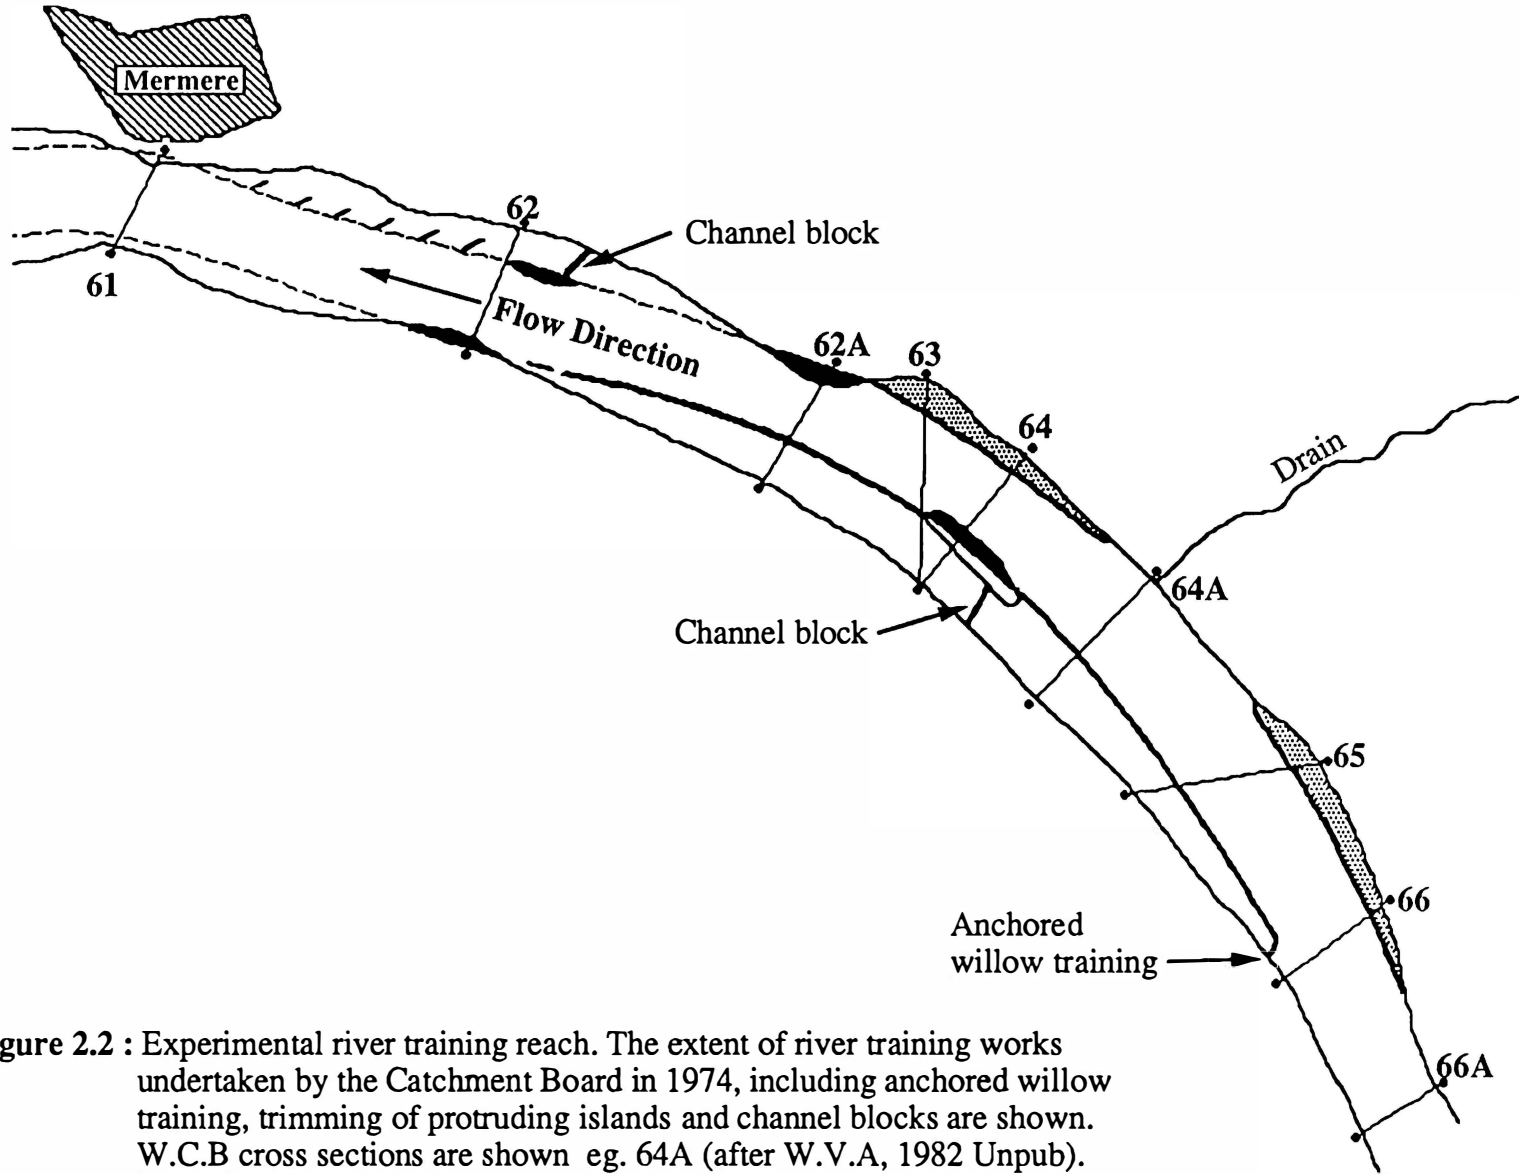 Mermere
62
Channel block
61
Flow Direction
62A
63
64
Drain
64A
Channel block
65
66
Anchored
willow training
66A
gure 2.2 : Experimental river training reach. The extent of river training works
undertaken by the Catchment Board in 1974, including anchored willow
training, trimming of protruding islands and channel blocks are shown.
W.C.B cross sections are shown eg. 64A (after W.V.A, 1982 Unpub).